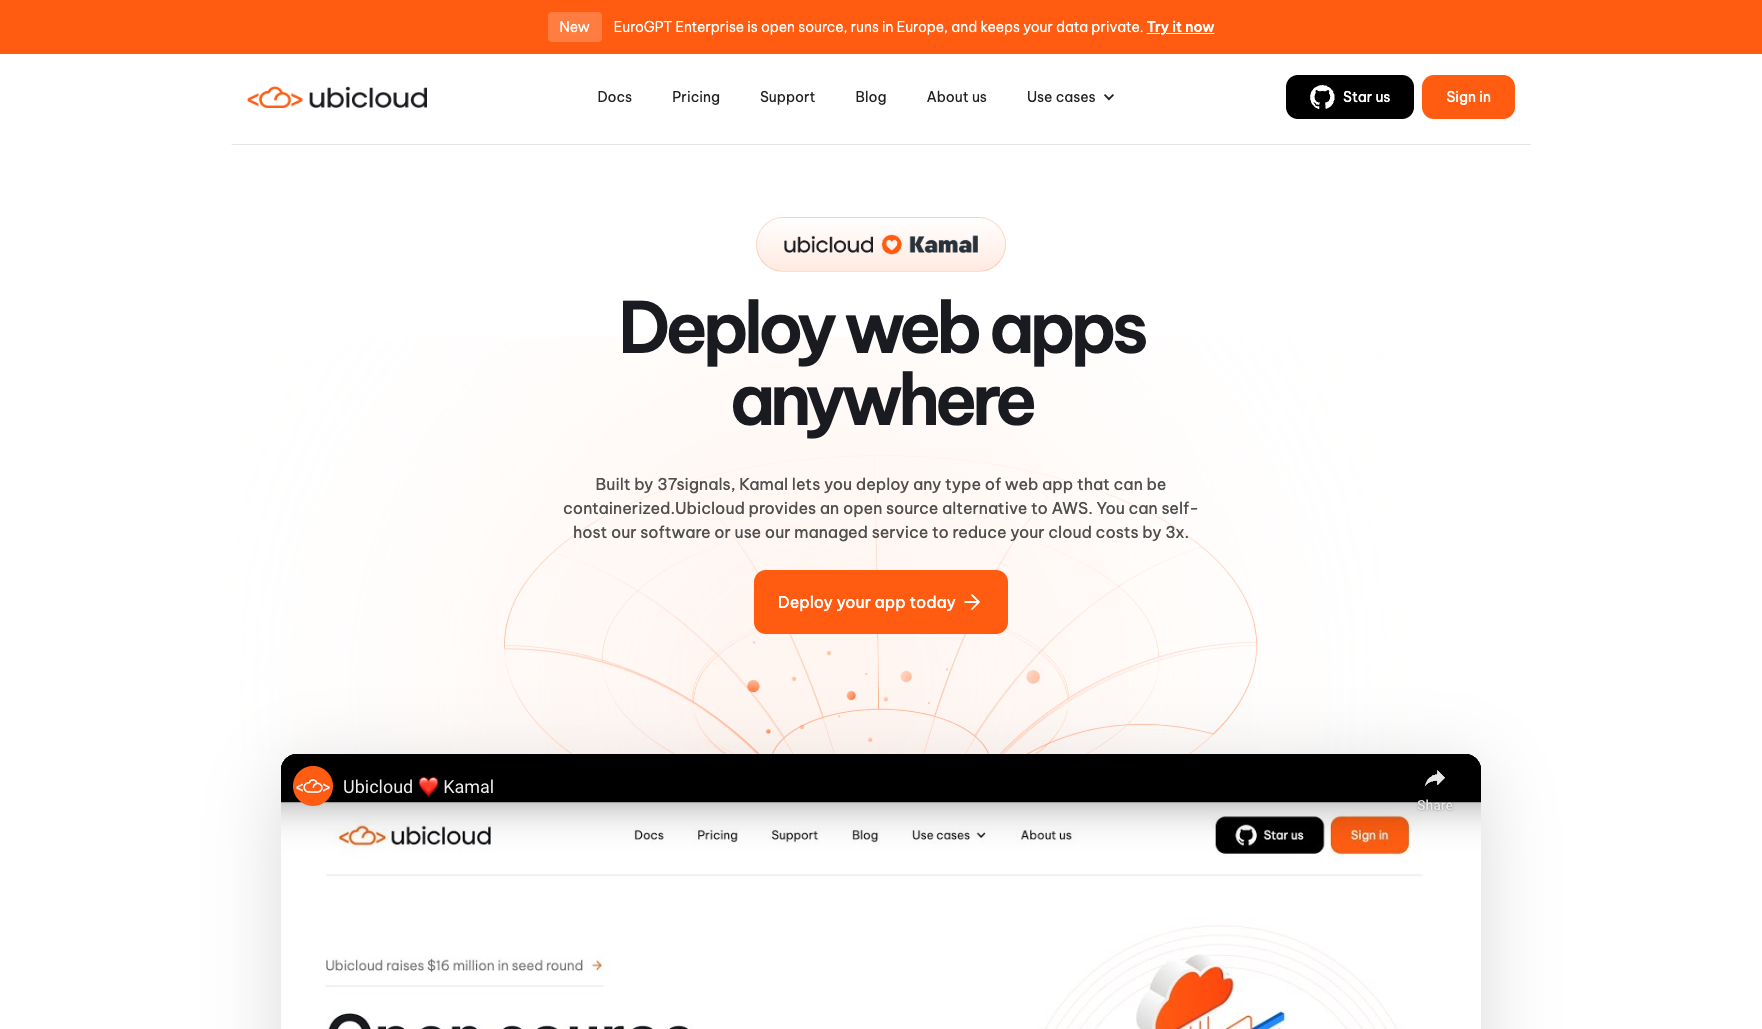 New EuroGPT Enterprise is open source, runs in Europe, and keeps your data private. Try it now
ubicloud Docs Pricing Support Blog About us Use cases Star us Sign in
ubicloud Kamal
Deploy web apps
anywhere
Built by 37signals, Kamal lets you deploy any type of web app that can be
containerized.Ubicloud provides an open source alternative to AWS. You can self-
host our software or use our managed service to reduce your cloud costs by 3x.
Deploy your app today
Ubicloud ❤️ Kamal
Share
ubicloud Docs Pricing Support Blog Use cases About us Star us Sign in
Ubicloud raises $16 million in seed round
Open source